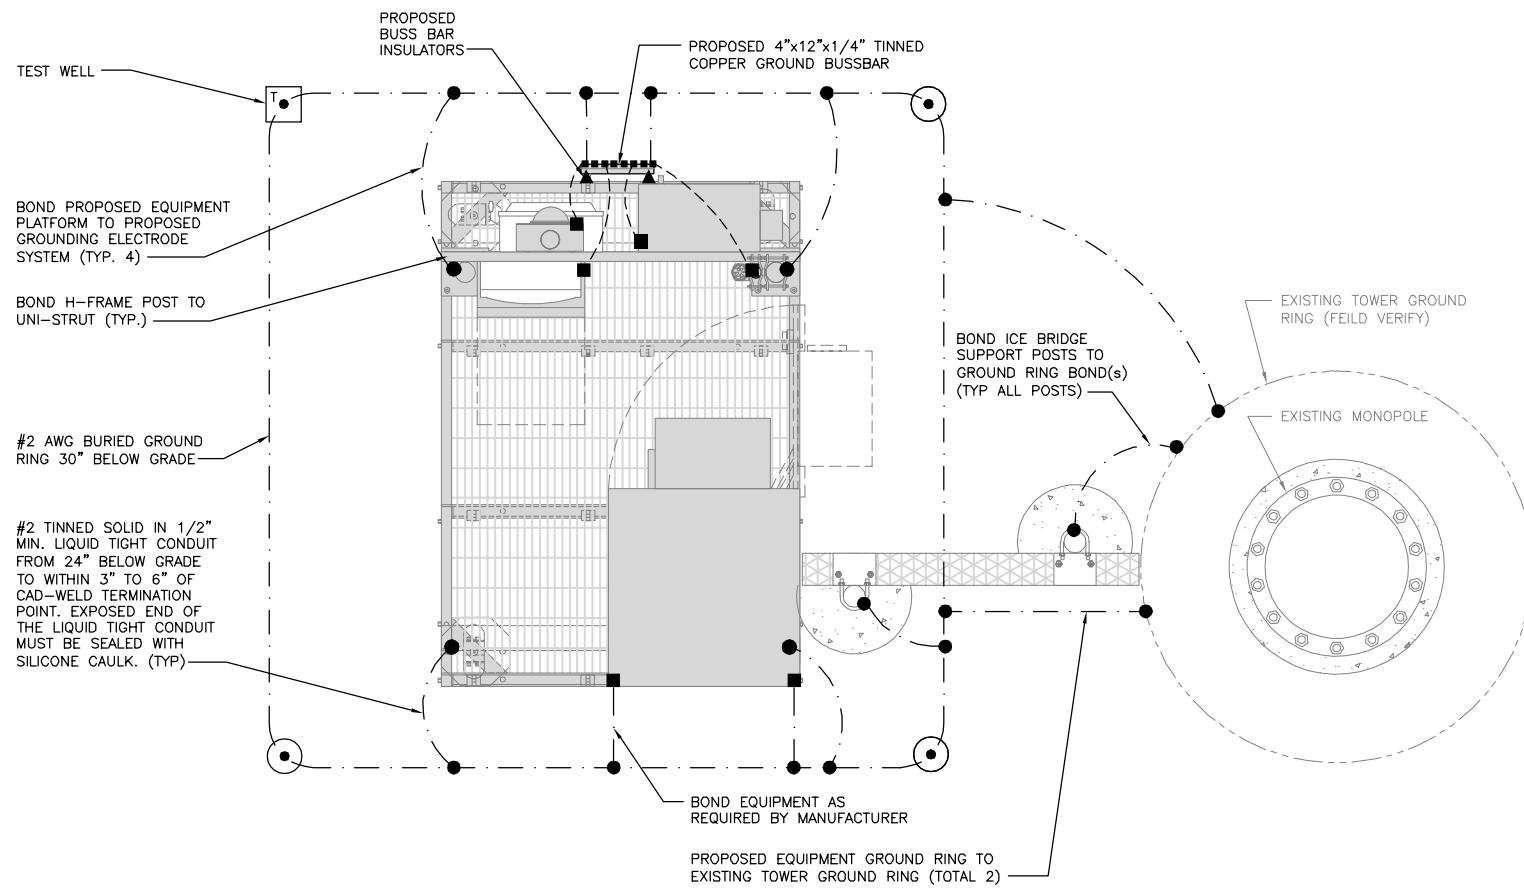 PROPOSED
BUSS BAR
INSULATORS
PROPOSED 4"x12"x1/4" TINNED
COPPER GROUND BUSSBAR
TEST WELL
T
BOND PROPOSED EQUIPMENT
PLATFORM TO PROPOSED
GROUNDING ELECTRODE
SYSTEM (TYP. 4)
BOND H-FRAME POST TO
UNI-STRUT (TYP.)
EXISTING TOWER GROUND
RING (FEILD VERIFY)
BOND ICE BRIDGE
SUPPORT POSTS TO
GROUND RING BOND(s)
(TYP ALL POSTS)
EXISTING MONOPOLE
#2 AWG BURIED GROUND
RING 30" BELOW GRADE
#2 TINNED SOLID IN 1/2"
MIN. LIQUID TIGHT CONDUIT
FROM 24" BELOW GRADE
TO WITHIN 3" TO 6" OF
CAD-WELD TERMINATION
POINT. EXPOSED END OF
THE LIQUID TIGHT CONDUIT
MUST BE SEALED WITH
SILICONE CAULK. (TYP)
BOND EQUIPMENT AS
REQUIRED BY MANUFACTURER
PROPOSED EQUIPMENT GROUND RING TO
EXISTING TOWER GROUND RING (TOTAL 2)